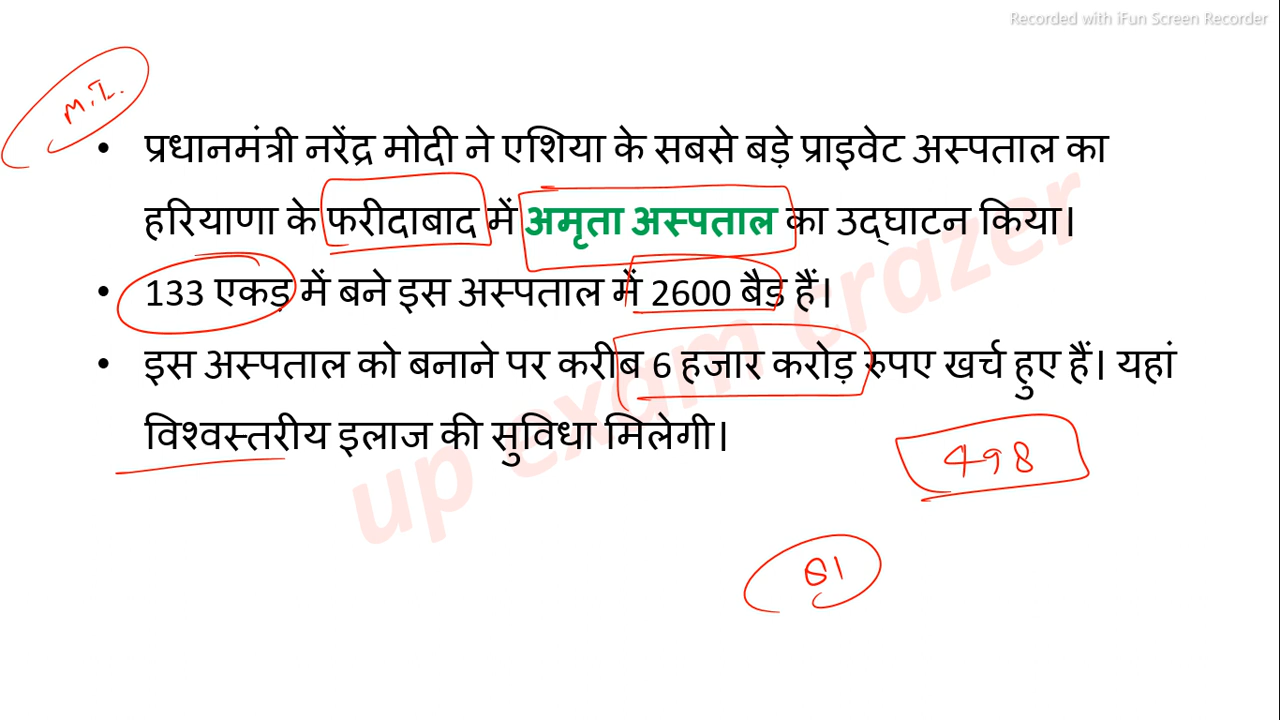 Recorded with iFun Screen Recorder
M.I.
• प्रधानमंत्री नरेंद्र मोदी ने एशिया के सबसे बड़े प्राइवेट अस्पताल का
हरियाणा के फरीदाबाद में अमृता अस्पताल का उद्घाटन किया।
• 133 एकड़ में बने इस अस्पताल में 2600 बैड हैं।
• इस अस्पताल को बनाने पर करीब 6 हजार करोड़ रुपए खर्च हुए हैं। यहां
विश्वस्तरीय इलाज की सुविधा मिलेगी।
498
up exam crazer